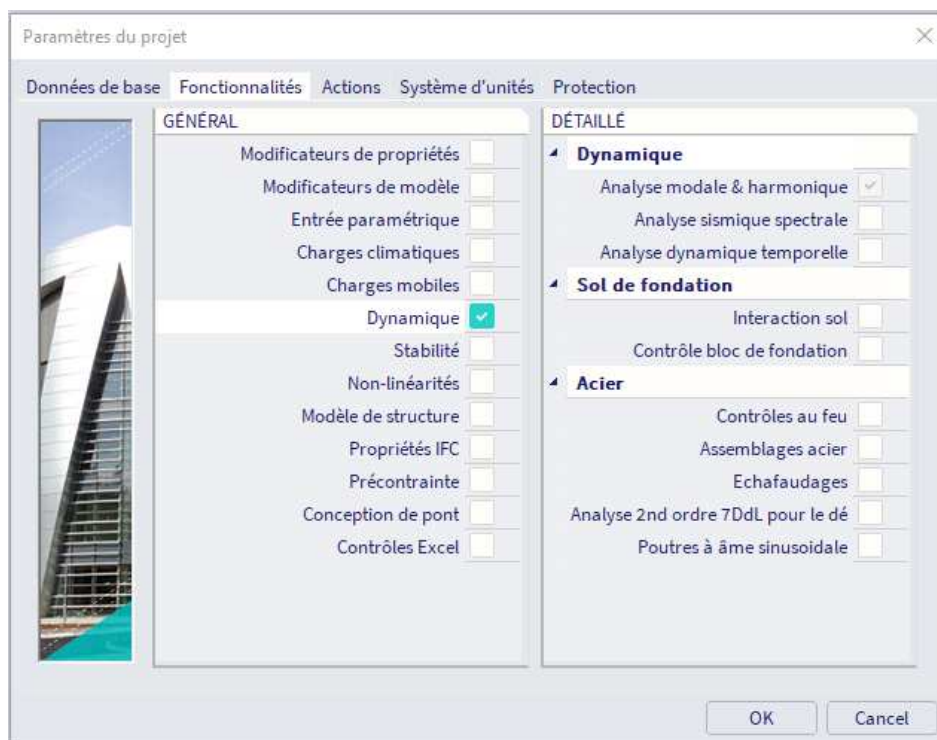 Paramètres du projet
Données de base Fonctionnalités Actions Système d'unités Protection
GÉNÉRAL
Modificateurs de propriétés
Modificateurs de modèle
Entrée paramétrique
Charges climatiques
Charges mobiles
Dynamique
Stabilité
Non-linéarités
Modèle de structure
Propriétés IFC
Précontrainte
Conception de pont
Contrôles Excel
DÉTAILLÉ
Dynamique
Analyse modale & harmonique
Analyse sismique spectrale
Analyse dynamique temporelle
Sol de fondation
Interaction sol
Contrôle bloc de fondation
Acier
Contrôles au feu
Assemblages acier
Echafaudages
Analyse 2nd ordre 7DdL pour le dé
Poutres à âme sinusoidale
OK Cancel